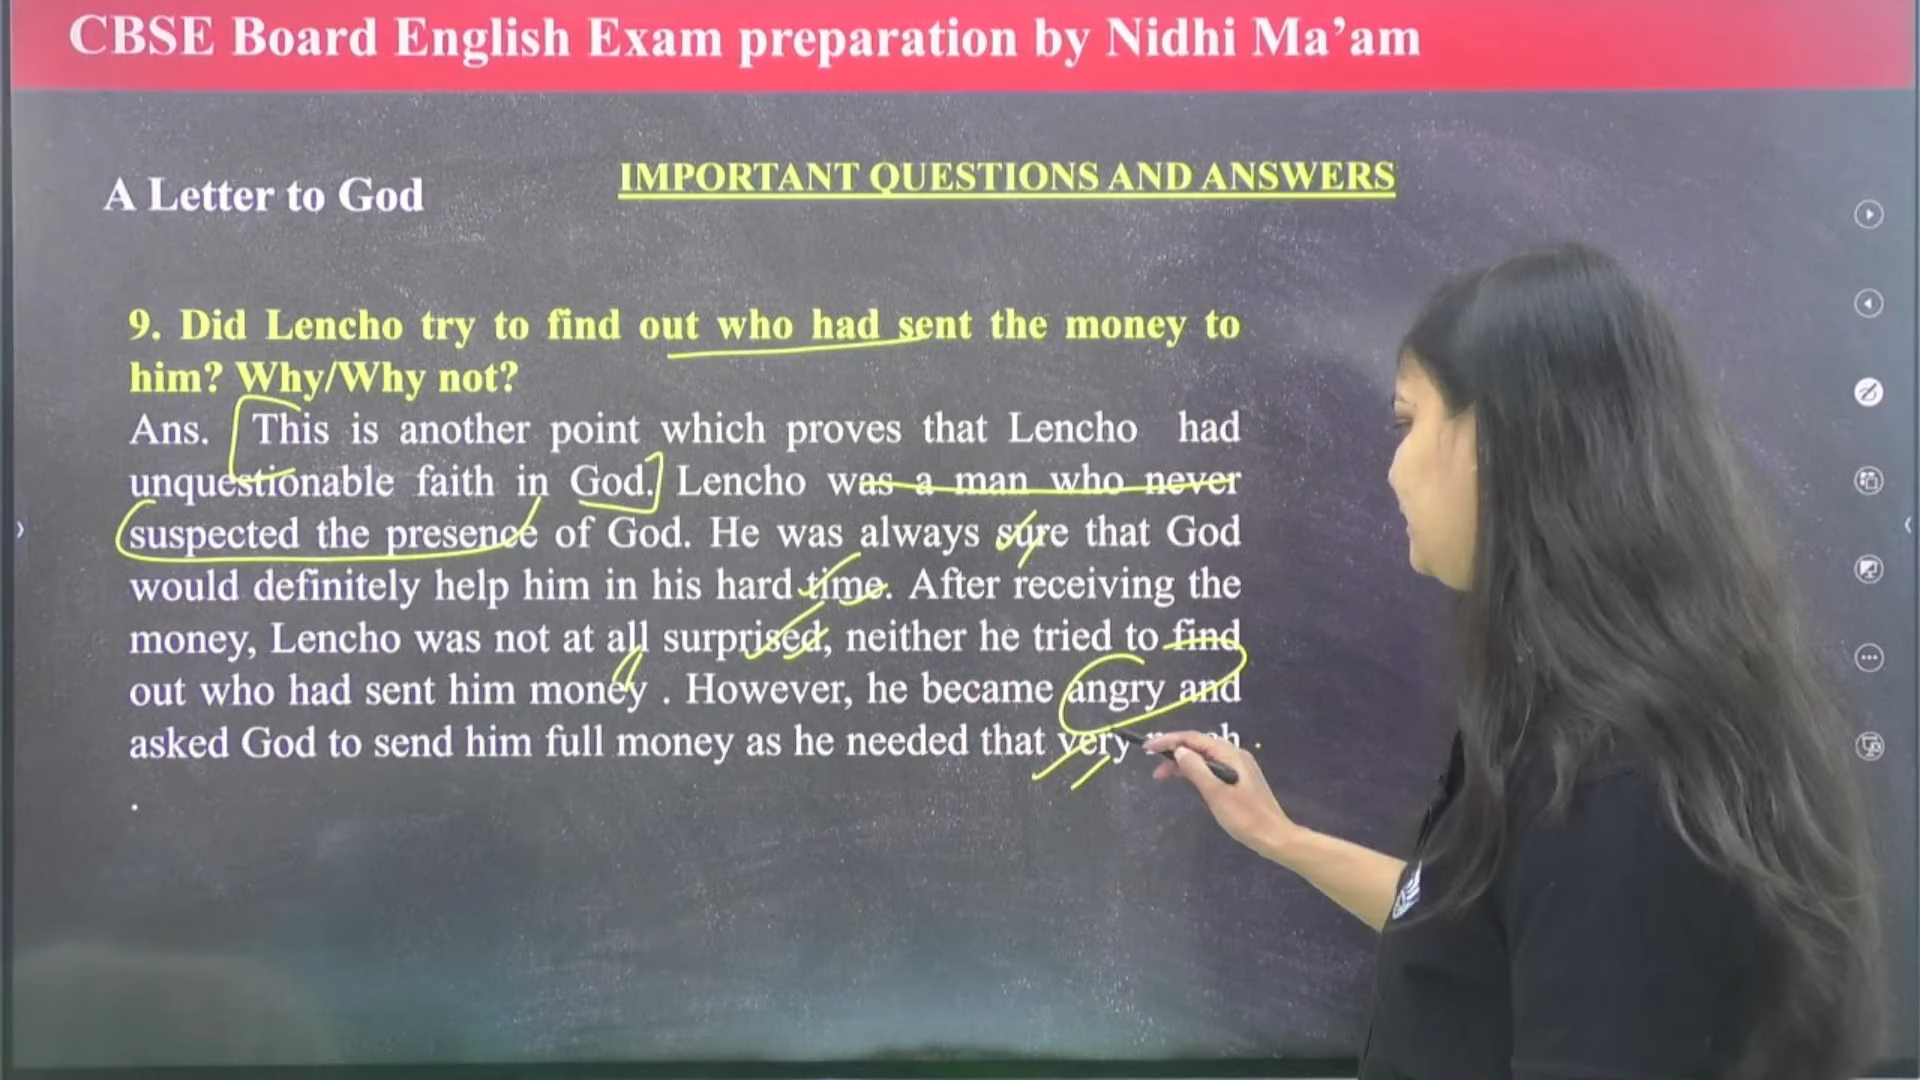 CBSE Board English Exam preparation by Nidhi Ma’am
A Letter to God
IMPORTANT QUESTIONS AND ANSWERS
9. Did Lencho try to find out who had sent the money to
him? Why/Why not?
Ans. This is another point which proves that Lencho had
unquestionable faith in God. Lencho was a man who never
suspected the presence of God. He was always sure that God
would definitely help him in his hard time. After receiving the
money, Lencho was not at all surprised, neither he tried to find
out who had sent him money . However, he became angry and
asked God to send him full money as he needed that very
.